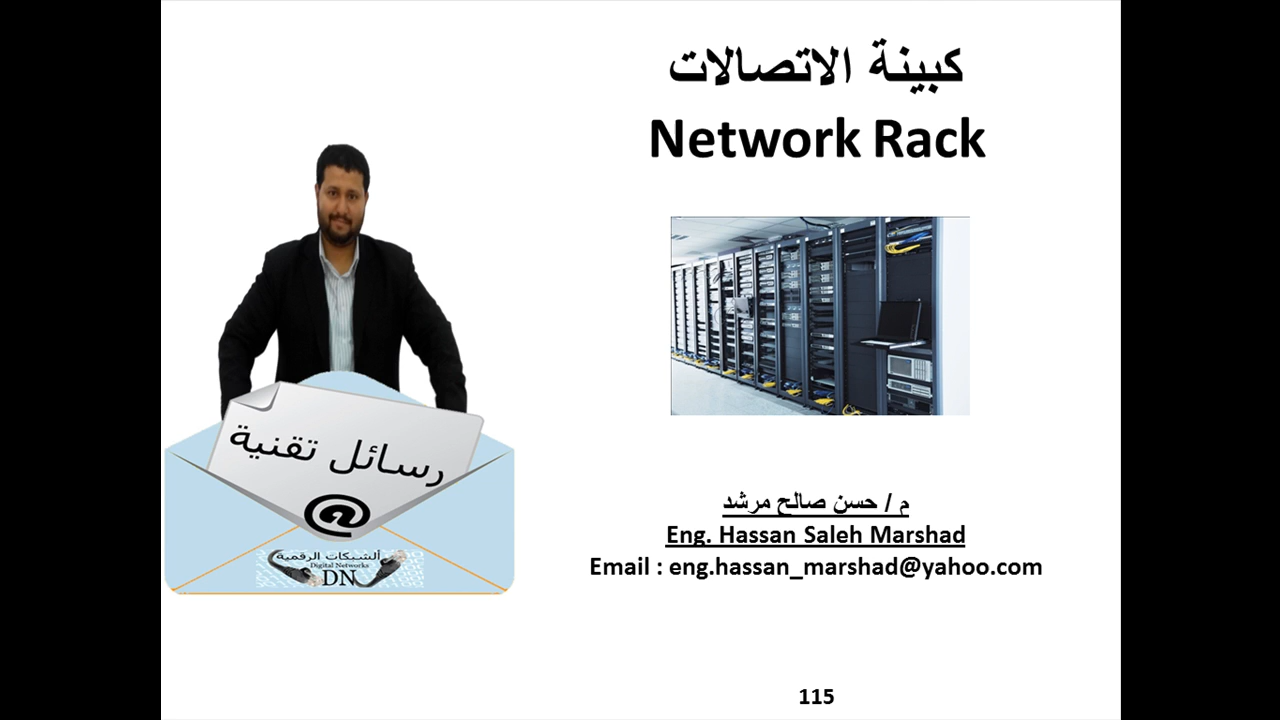 كبينة الاتصالات
Network Rack
رسائل تقنية
@
الشبكات الرقمية
Digital Networks
DN
م / حسن صالح مرشد
Eng. Hassan Saleh Marshad
Email : eng.hassan_marshad@yahoo.com
115